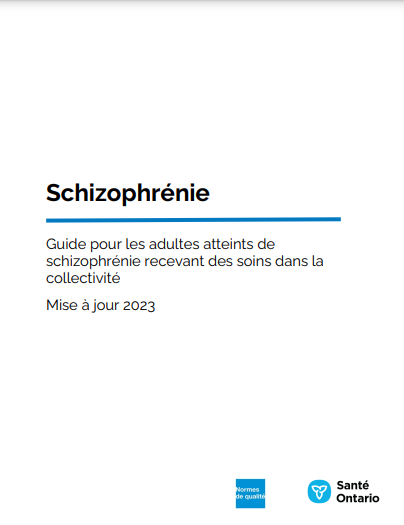 Schizophrénie
Guide pour les adultes atteints de
schizophrénie recevant des soins dans la
collectivité
Mise à jour 2023
Normes
de qualité
Santé
Ontario